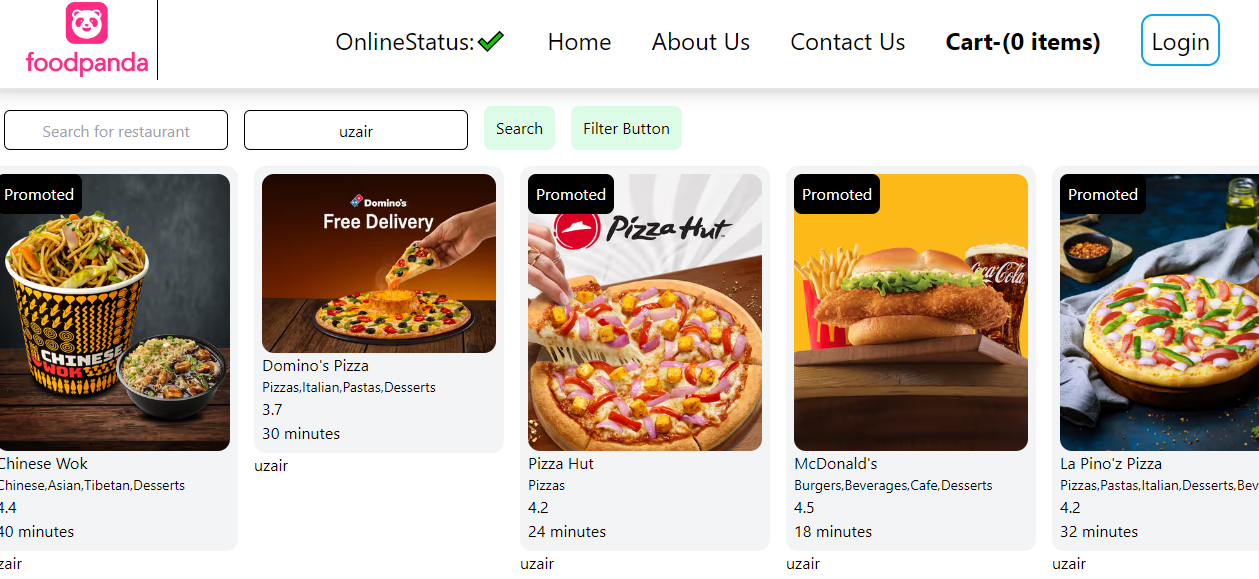 foodpanda
OnlineStatus:✔ Home About Us Contact Us Cart-(0 items) Login
Search for restaurant uzair Search Filter Button
Promoted
CHINESE
WOK
Chinese Wok
Chinese,Asian,Tibetan,Desserts
4.4
40 minutes
zair
Domino's
Free Delivery
Domino's Pizza
Pizzas,Italian,Pastas,Desserts
3.7
30 minutes
uzair
Promoted
Pizza Hut
Pizza Hut
Pizzas
4.2
24 minutes
uzair
Promoted
Coca-Cola
McDonald's
Burgers,Beverages,Cafe,Desserts
4.5
18 minutes
uzair
Promoted
La Pino'z Pizza
Pizzas,Pastas,Italian,Desserts,Bev
4.2
32 minutes
uzair